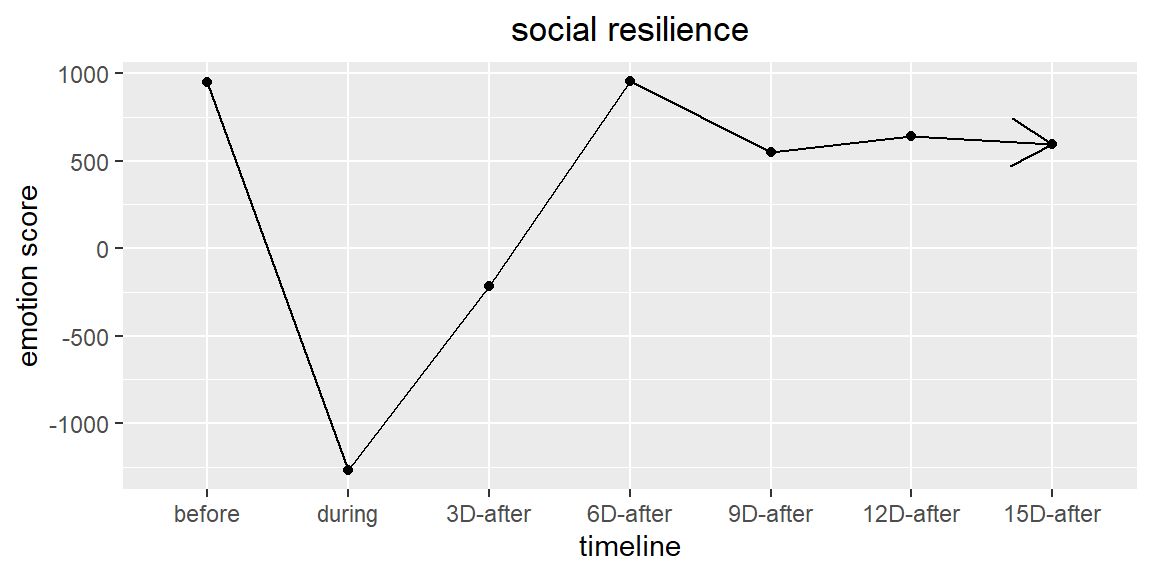 social resilience
emotion score
1000
500
0
-500
-1000
before during 3D-after 6D-after 9D-after 12D-after 15D-after
timeline